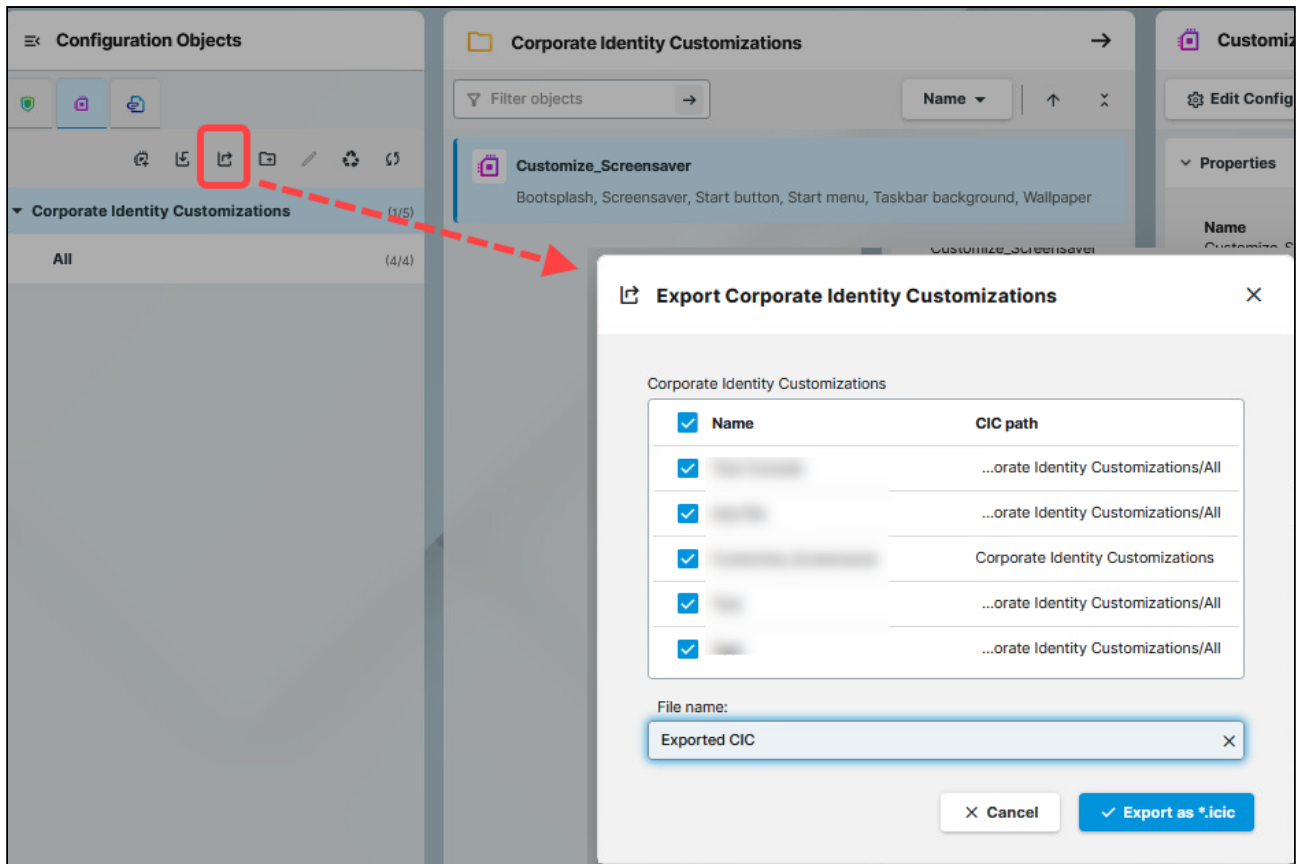 Configuration Objects
Corporate Identity Customizations (1/5)
All (4/4)
Corporate Identity Customizations
Filter objects
Name
Customize_Screensaver
Bootsplash, Screensaver, Start button, Start menu, Taskbar background, Wallpaper
Edit Config
Properties
Name
Customize_Screensaver
Export Corporate Identity Customizations
Corporate Identity Customizations
Name CIC path
...orate Identity Customizations/All
...orate Identity Customizations/All
Corporate Identity Customizations
...orate Identity Customizations/All
...orate Identity Customizations/All
File name:
Exported CIC
Cancel
Export as *.icic